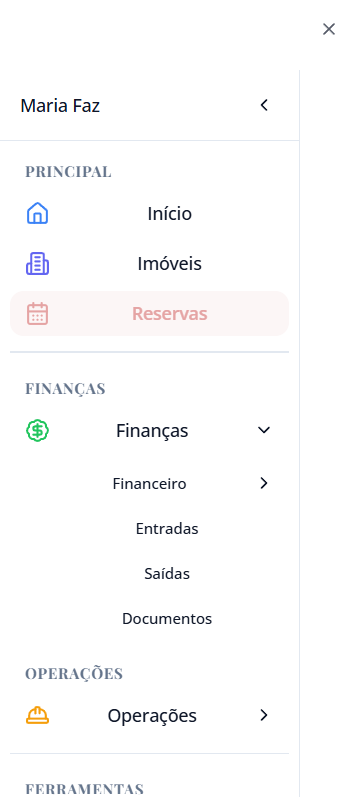 Maria Faz
PRINCIPAL
Início
Imóveis
Reservas
FINANÇAS
Finanças
Financeiro
Entradas
Saídas
Documentos
OPERAÇÕES
Operações
FERRAMENTAS